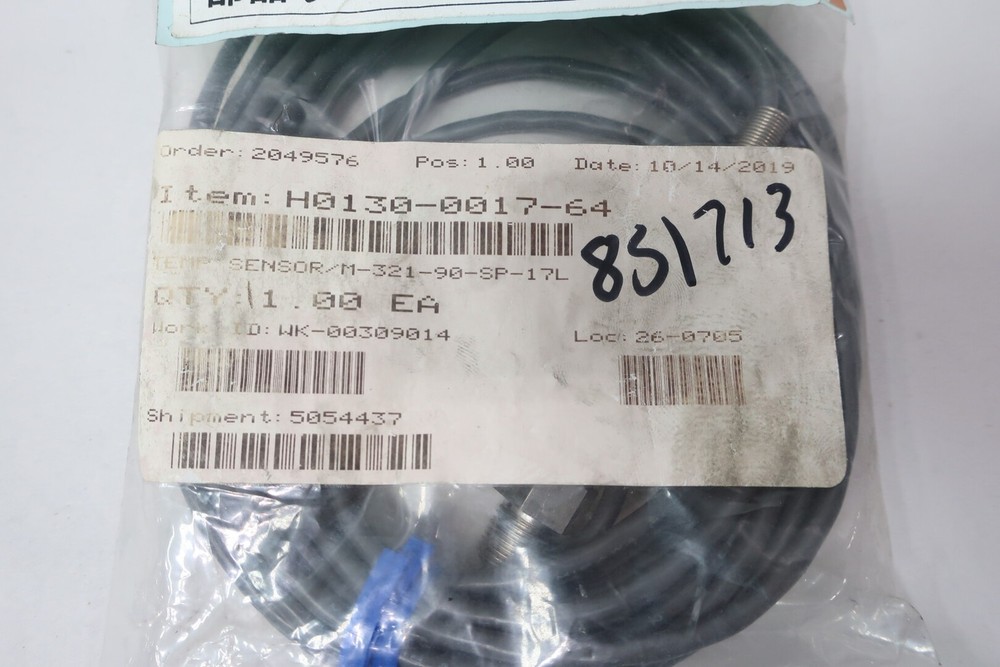 Order: 2049576 Pos: 1.00 Date: 10/14/2019
Item: H0130-0017-64
TEMP SENSOR/M-321-90-SP-17L
851713
QTY: 1.00 EA
Work ID: WK-00309014 Loc: 26-0705
Shipment: 5054437